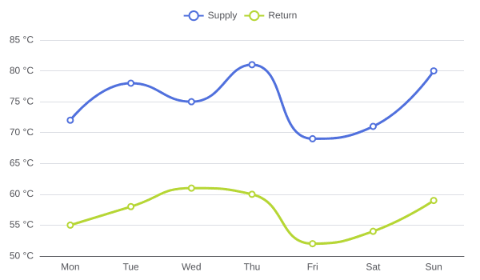 Supply Return
85 °C
80 °C
75 °C
70 °C
65 °C
60 °C
55 °C
50 °C
Mon Tue Wed Thu Fri Sat Sun